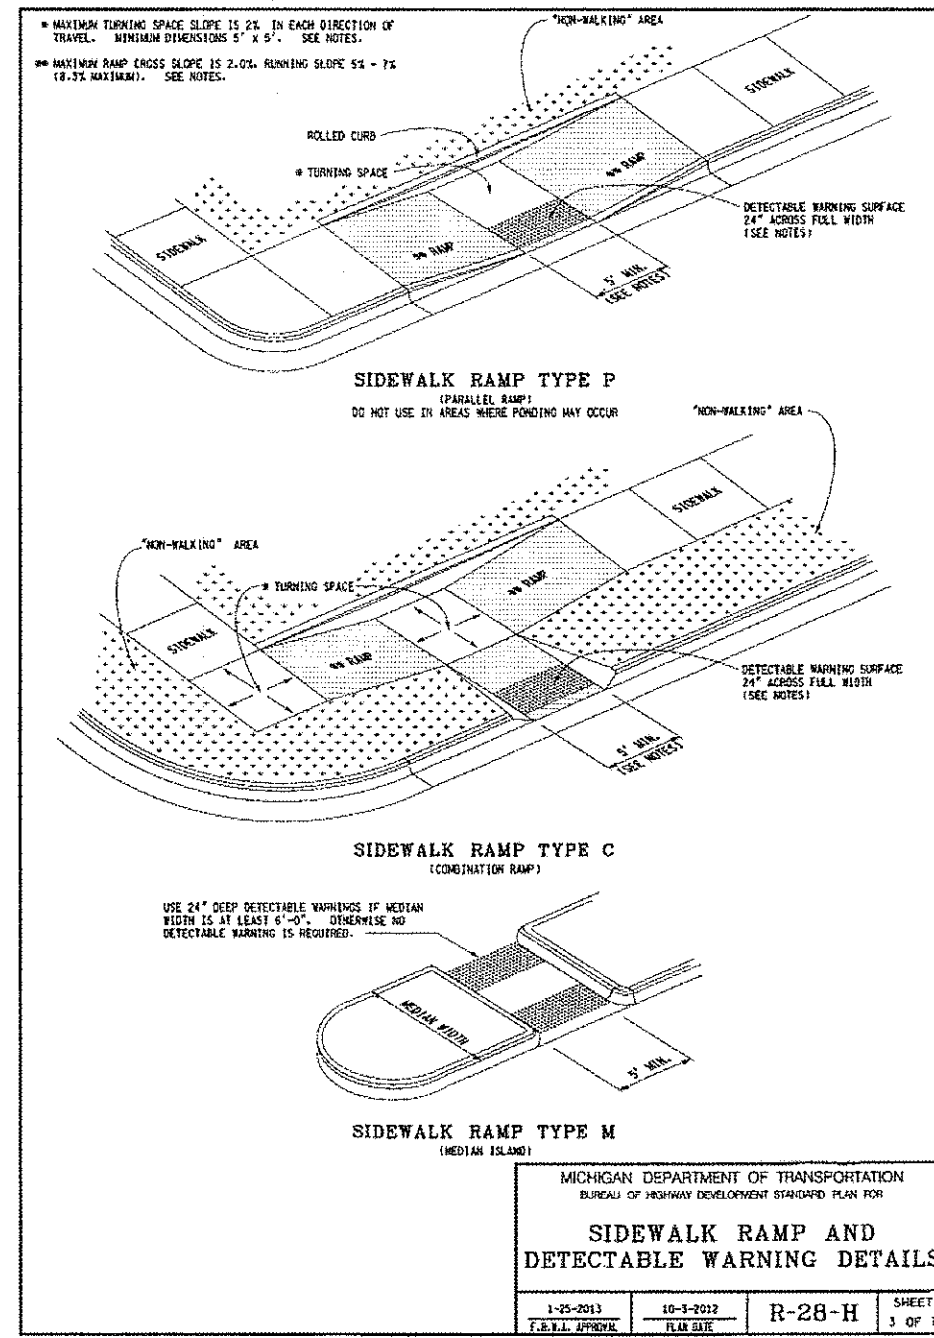 * MAXIMUM TURNING SPACE SLOPE IS 2% IN EACH DIRECTION OF
TRAVEL. MINIMUM DIMENSIONS 5' x 5'. SEE NOTES.
** MAXIMUM RAMP CROSS SLOPE IS 2.0%. RUNNING SLOPE 5% - 7%
(8.3% MAXIMUM). SEE NOTES.
"NON-WALKING" AREA
SIDEWALK
ROLLED CURB
* TURNING SPACE
** RAMP
DETECTABLE WARNING SURFACE
24" ACROSS FULL WIDTH
(SEE NOTES)
SIDEWALK
** RAMP
5' MIN.
(SEE NOTES)
SIDEWALK RAMP TYPE P
(PARALLEL RAMP)
DO NOT USE IN AREAS WHERE PONDING MAY OCCUR
"NON-WALKING" AREA
SIDEWALK
"NON-WALKING" AREA
* TURNING SPACE
** RAMP
SIDEWALK
** RAMP
DETECTABLE WARNING SURFACE
24" ACROSS FULL WIDTH
(SEE NOTES)
5' MIN.
(SEE NOTES)
SIDEWALK RAMP TYPE C
(COMBINATION RAMP)
USE 24" DEEP DETECTABLE WARNINGS IF MEDIAN
WIDTH IS AT LEAST 6'-0". OTHERWISE NO
DETECTABLE WARNING IS REQUIRED.
MEDIAN WIDTH
5' MIN.
SIDEWALK RAMP TYPE M
(MEDIAN ISLAND)
MICHIGAN DEPARTMENT OF TRANSPORTATION
BUREAU OF HIGHWAY DEVELOPMENT STANDARD PLAN FOR
SIDEWALK RAMP AND
DETECTABLE WARNING DETAILS
1-25-2013
F.H.W.A. APPROVAL
10-3-2012
PLAN DATE
R-28-H
SHEET
3 OF 7